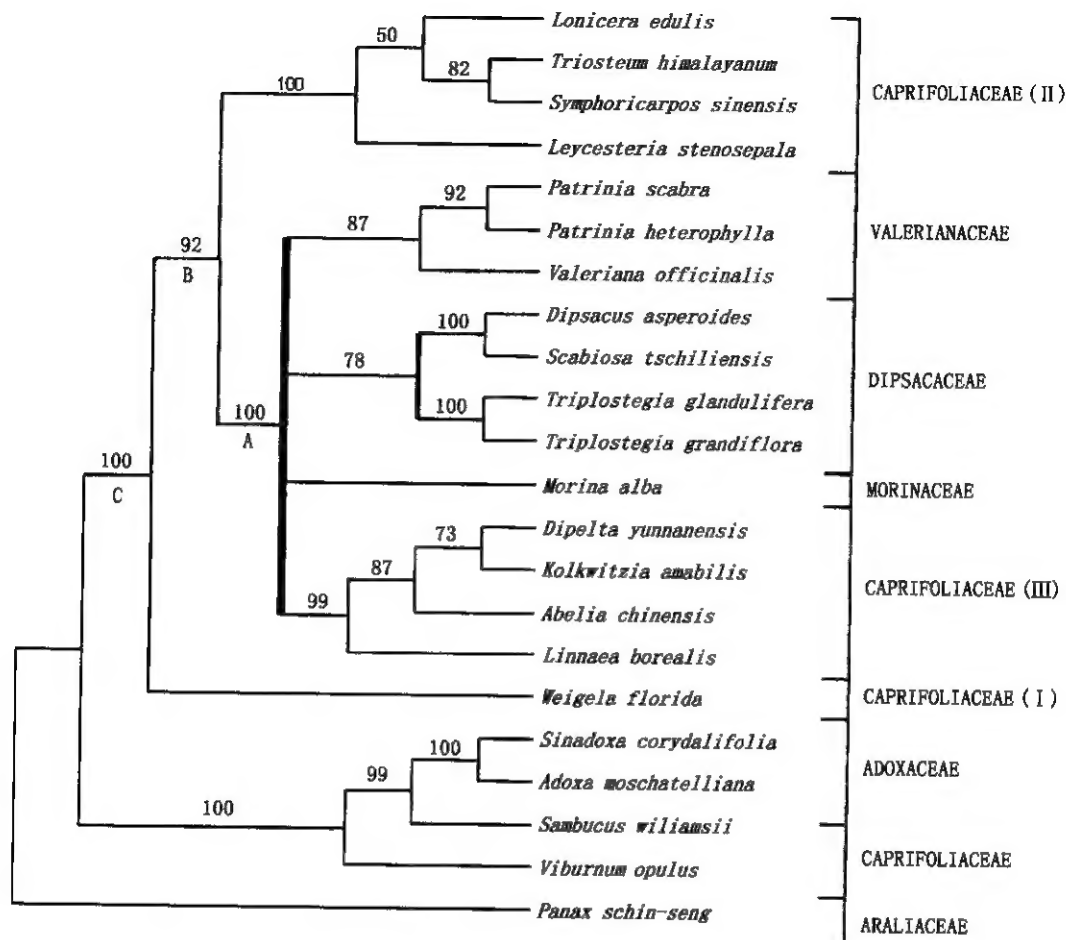 Lonicera edulis
50
Triosteum himalayanum
82
Symphoricarpos sinensis
100
CAPRIFOLIACEAE (II)
Leycesteria stenosepala
Patrinia scabra
92
Patrinia heterophylla
87
VALERIANACEAE
Valeriana officinalis
92
B
Dipsacus asperoides
100
Scabiosa tschiliensis
78
DIPSACACEAE
Triplostegia glandulifera
100
Triplostegia grandiflora
100
A
Morina alba
MORINACEAE
100
C
Dipelta yunnanensis
73
Kolkwitzia amabilis
87
CAPRIFOLIACEAE (III)
Abelia chinensis
99
Linnaea borealis
Weigela florida
CAPRIFOLIACEAE (I)
Sinadoxa corydalifolia
100
ADOXACEAE
Adoxa moschatelliana
99
Sambucus wiliamsii
100
CAPRIFOLIACEAE
Viburnum opulus
Panax schin-seng
ARALIACEAE